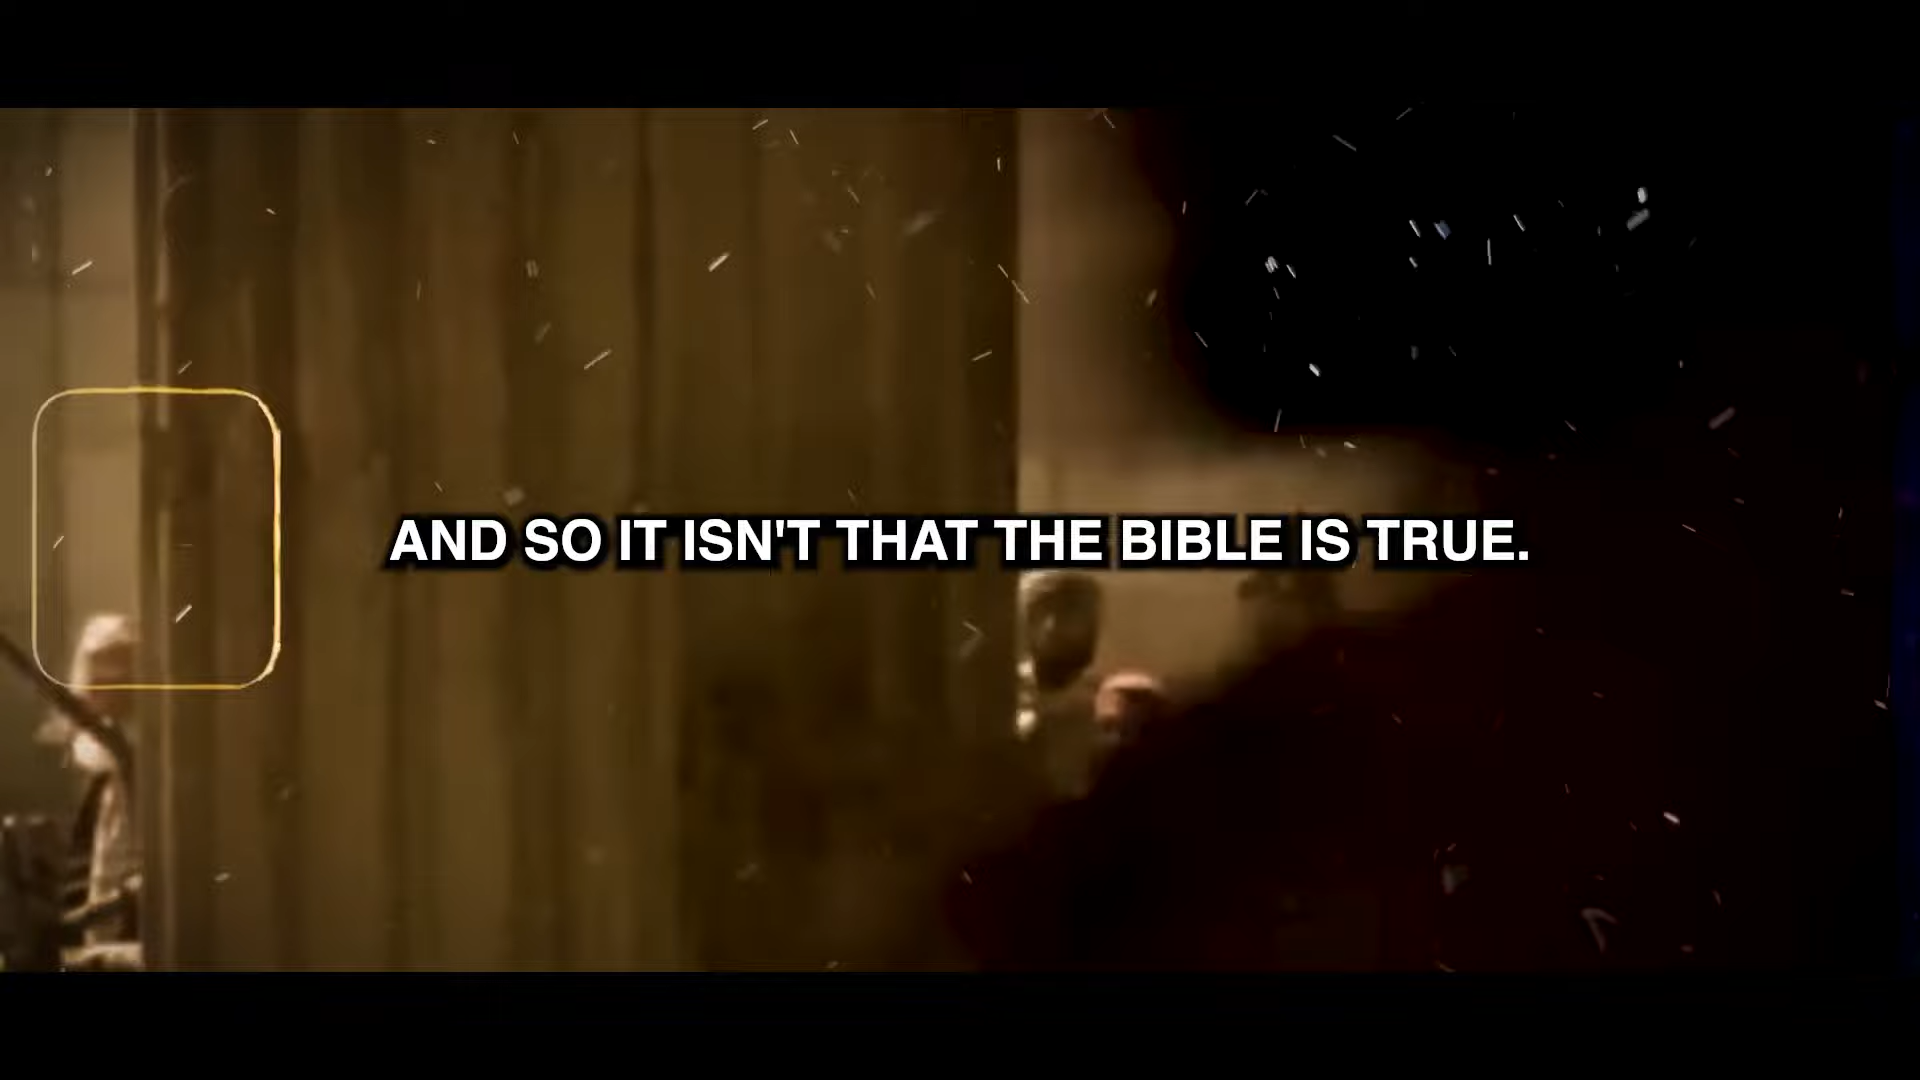 AND SO IT ISN'T THAT THE BIBLE IS TRUE.